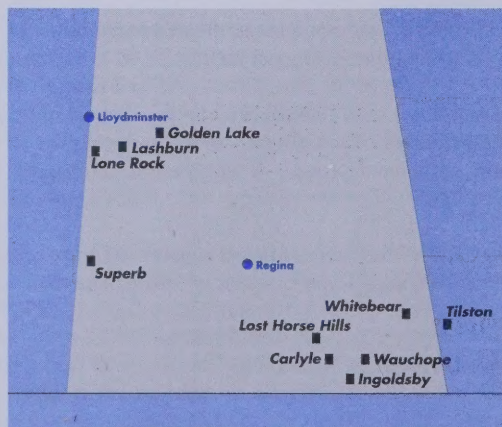 Lloydminster
Golden Lake
Lashburn
Lone Rock
Superb
Regina
Whitebear
Tilston
Lost Horse Hills
Carlyle
Wauchope
Ingoldsby